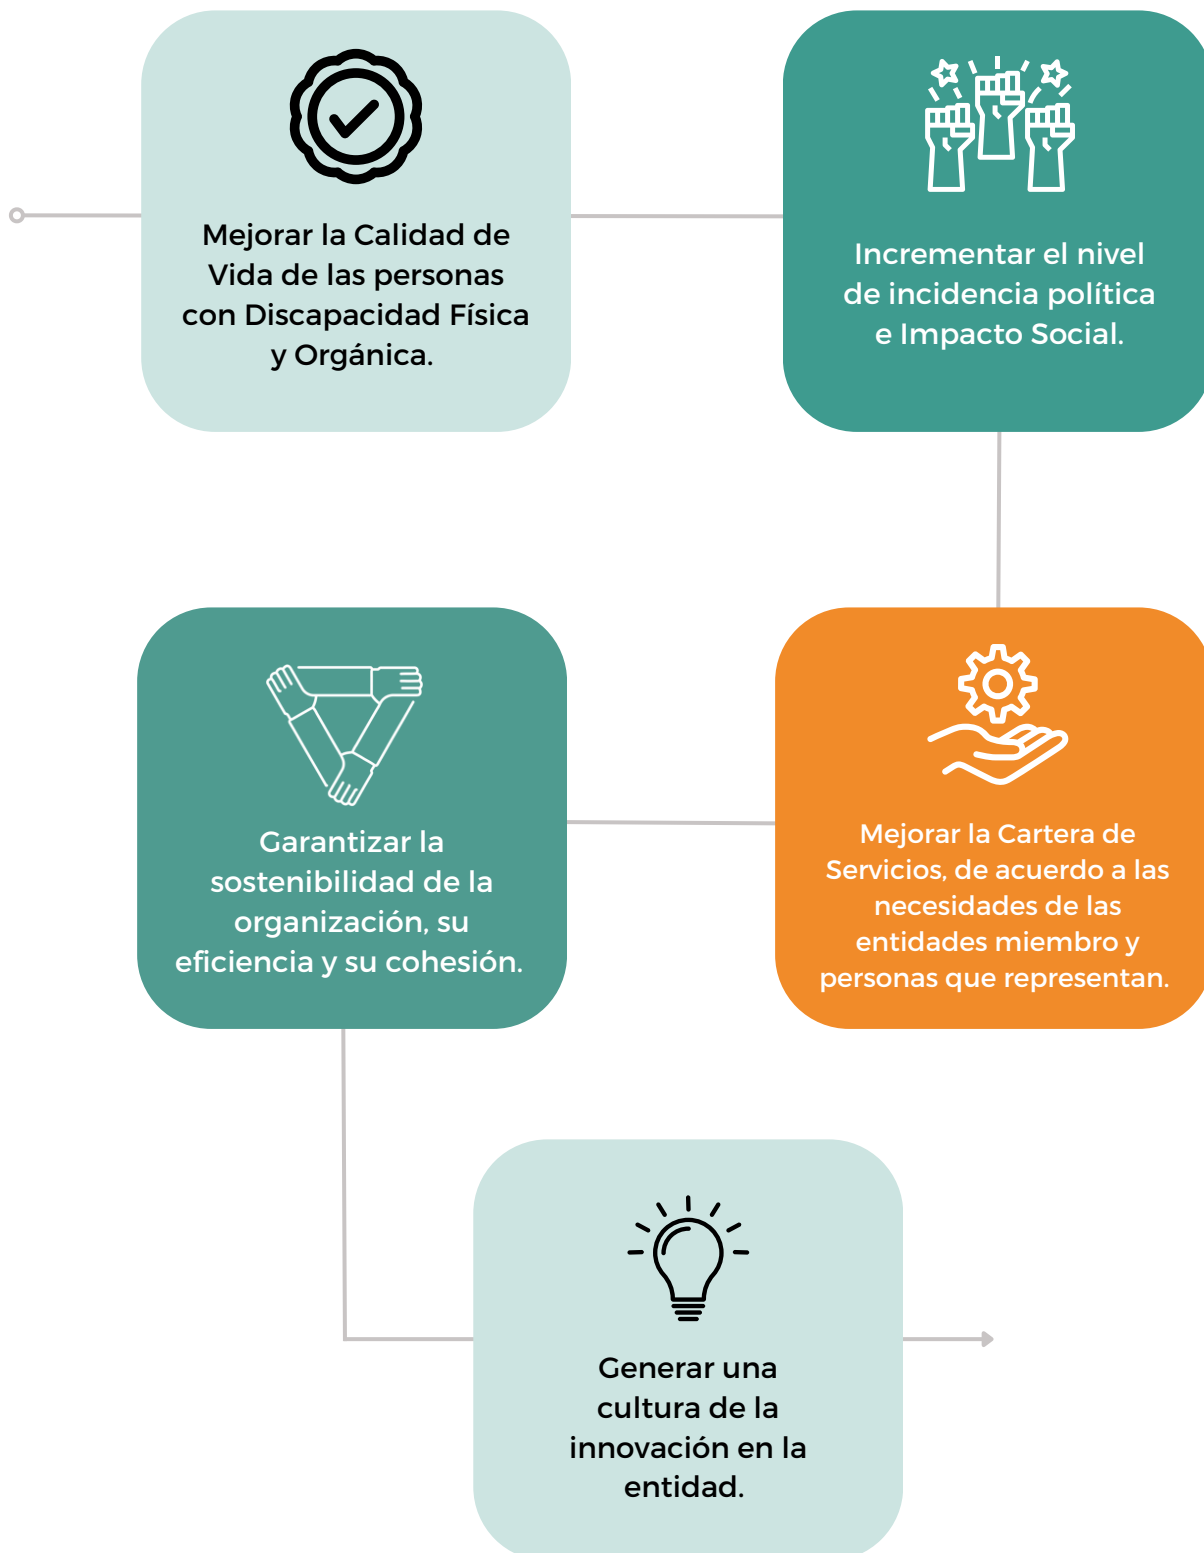 Mejorar la Calidad de
Vida de las personas
con Discapacidad Física
y Orgánica.
Incrementar el nivel
de incidencia política
e Impacto Social.
Mejorar la Cartera de
Servicios, de acuerdo a las
necesidades de las
entidades miembro y
personas que representan.
Garantizar la
sostenibilidad de la
organización, su
eficiencia y su cohesión.
Generar una
cultura de la
innovación en la
entidad.